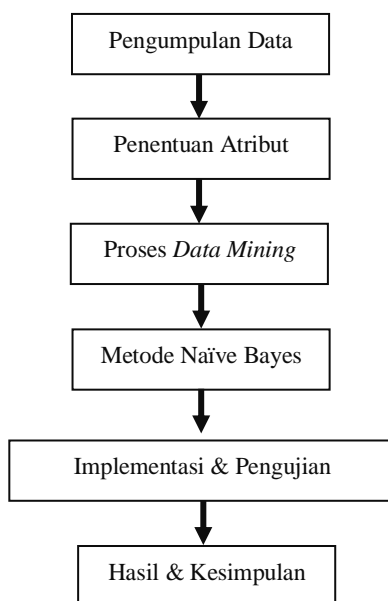 Pengumpulan Data
Penentuan Atribut
Proses Data Mining
Metode Naïve Bayes
Implementasi & Pengujian
Hasil & Kesimpulan